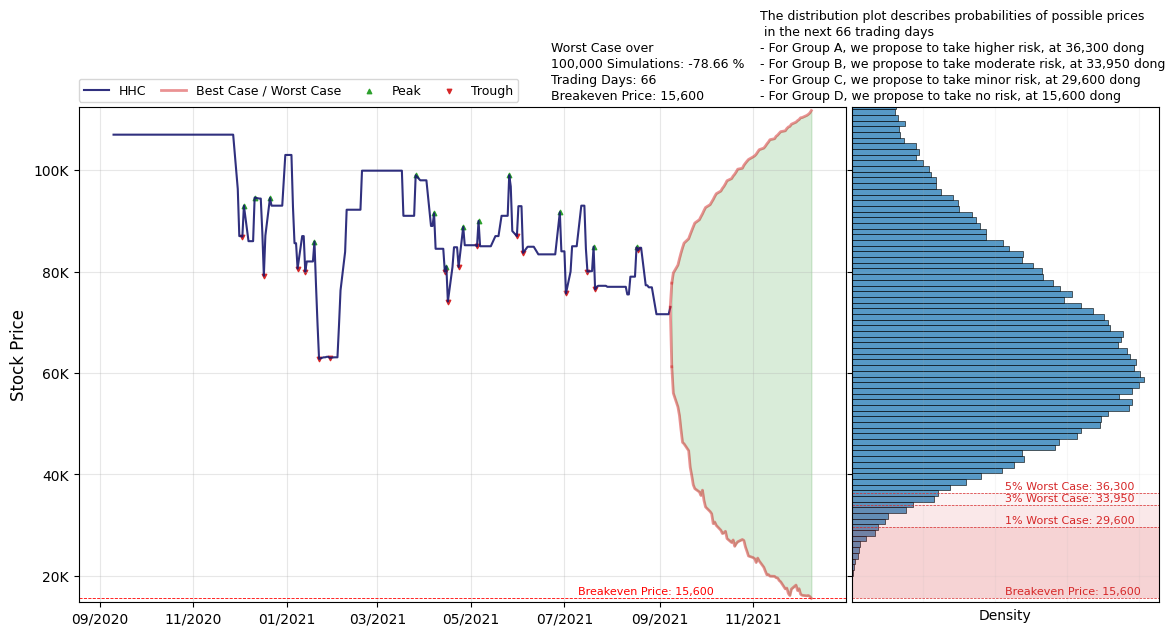 The distribution plot describes probabilities of possible prices
in the next 66 trading days
- For Group A, we propose to take higher risk, at 36,300 dong
- For Group B, we propose to take moderate risk, at 33,950 dong
- For Group C, we propose to take minor risk, at 29,600 dong
- For Group D, we propose to take no risk, at 15,600 dong
Worst Case over
100,000 Simulations: -78.66 %
Trading Days: 66
Breakeven Price: 15,600
HHC
Best Case / Worst Case
Peak
Trough
Stock Price
100K
80K
60K
40K
20K
Breakeven Price: 15,600
09/2020
11/2020
01/2021
03/2021
05/2021
07/2021
09/2021
11/2021
5% Worst Case: 36,300
3% Worst Case: 33,950
1% Worst Case: 29,600
Breakeven Price: 15,600
Density